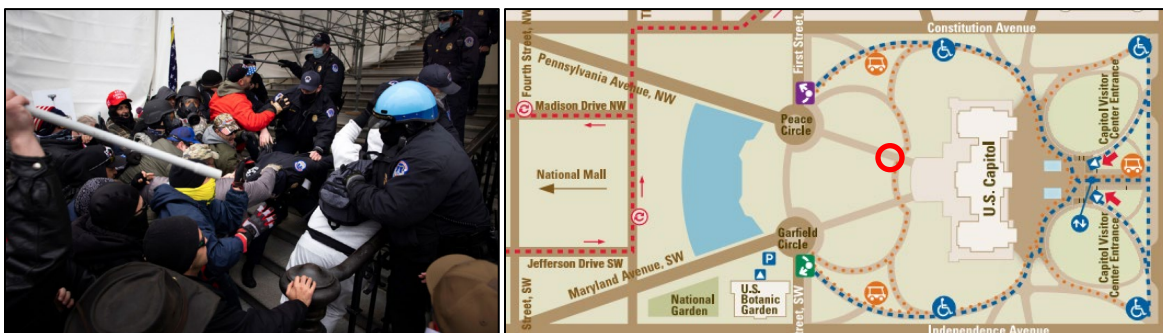 Constitution Avenue
Fourth Street, NW
Pennsylvania Avenue, NW
First Street,
Madison Drive NW
Peace
Circle
National Mall
U.S. Capitol
Capitol Visitor
Center Entrance
Capitol Visitor
Center Entrance
Garfield
Circle
Jefferson Drive SW
Maryland Avenue, SW
P
Street, SW
National
Garden
U.S.
Botanic
Garden
Street, SW
Independence Avenue